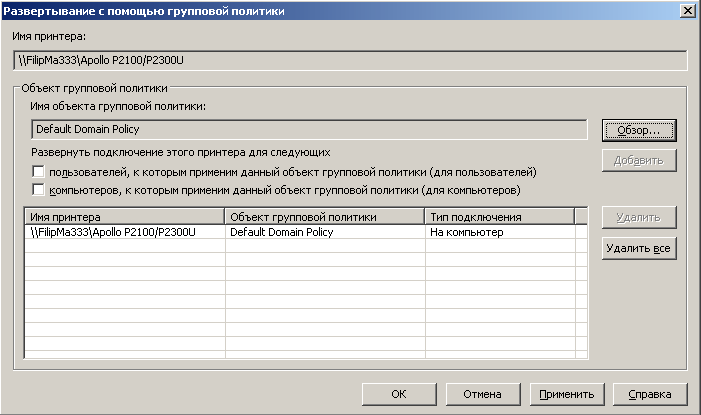 Развертывание с помощью групповой политики
Имя принтера:
\\FilipMa333\Apollo P2100/P2300U
Объект групповой политики
Имя объекта групповой политики:
Default Domain Policy
Обзор...
Развернуть подключение этого принтера для следующих
Добавить
пользователей, к которым применим данный объект групповой политики (для пользователей)
компьютеров, к которым применим данный объект групповой политики (для компьютеров)
Имя принтера Объект групповой политики Тип подключения
Удалить
\\FilipMa333\Apollo P2100/P2300U Default Domain Policy На компьютер
Удалить все
ОК Отмена Применить Справка